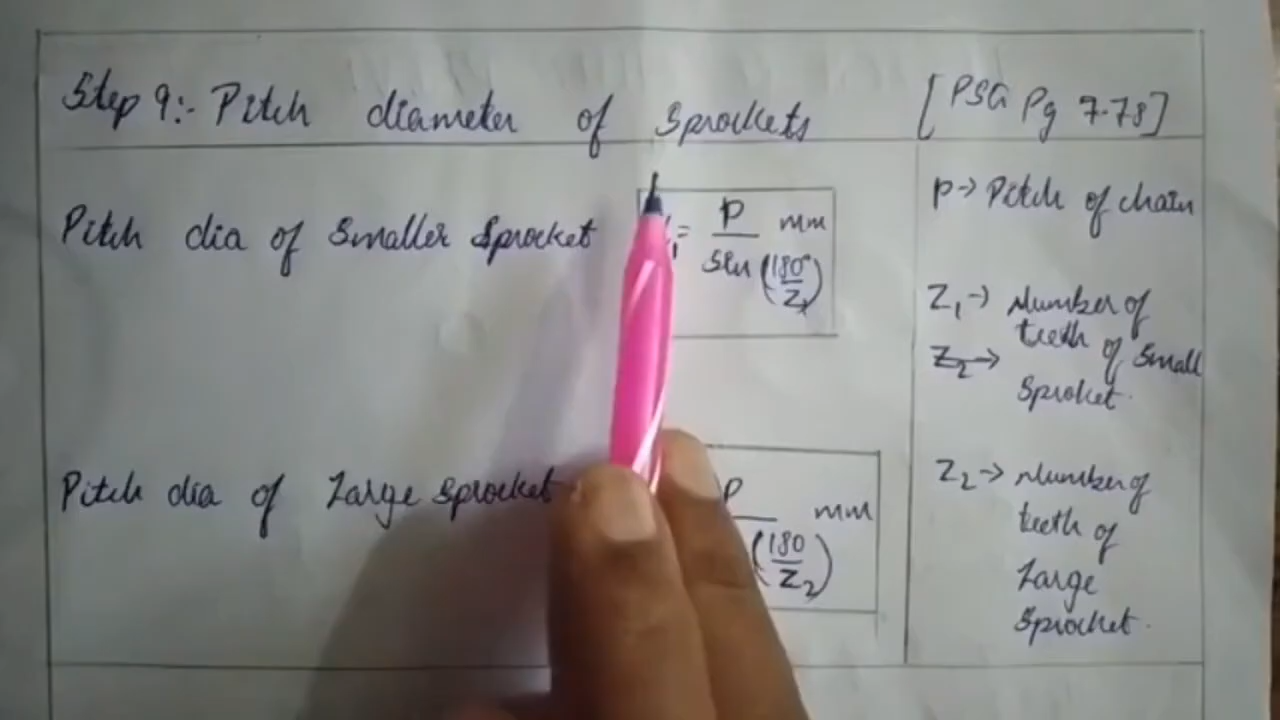 Step 9:- Pitch diameter of Sprockets [PSG Pg 7.78]
Pitch dia of Smaller Sprocket
1 = p / sin (180° / Z1) mm
Pitch dia of Large sprocket
p / (180 / Z2) mm
p → Pitch of chain
Z1 → Number of
teeth of Small
Z2 →
Sproket.
Z2 → Number of
teeth of
Large
Sprocket.